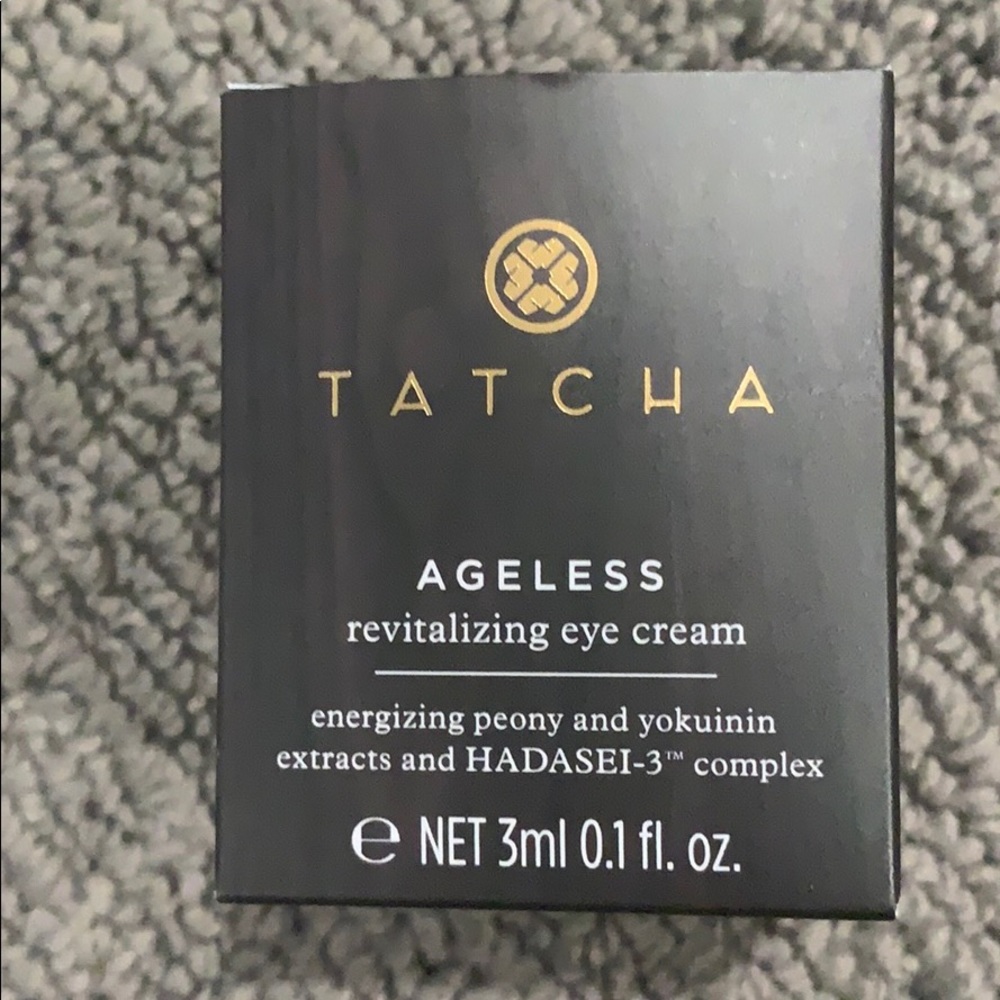 TATCHA
AGELESS
revitalizing eye cream
energizing peony and yokuinin
extracts and HADASEI-3™ complex
℮ NET 3ml 0.1 fl. oz.